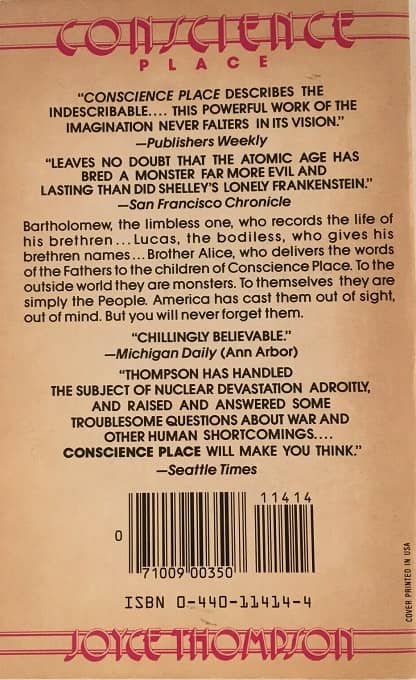 CONSCIENCE
PLACE
“CONSCIENCE PLACE DESCRIBES THE
INDESCRIBABLE.... THIS POWERFUL WORK OF THE
IMAGINATION NEVER FALTERS IN ITS VISION.”
—Publishers Weekly
“LEAVES NO DOUBT THAT THE ATOMIC AGE HAS
BRED A MONSTER FAR MORE EVIL AND
LASTING THAN DID SHELLEY’S LONELY FRANKENSTEIN.”
—San Francisco Chronicle
Bartholomew, the limbless one, who records the life of
his brethren...Lucas, the bodiless, who gives his
brethren names...Brother Alice, who delivers the words
of the Fathers to the children of Conscience Place. To the
outside world they are monsters. To themselves they are
simply the People. America has cast them out of sight,
out of mind. But you will never forget them.
“CHILLINGLY BELIEVABLE.”
—Michigan Daily (Ann Arbor)
“THOMPSON HAS HANDLED
THE SUBJECT OF NUCLEAR DEVASTATION ADROITLY,
AND RAISED AND ANSWERED SOME
TROUBLESOME QUESTIONS ABOUT WAR AND
OTHER HUMAN SHORTCOMINGS....
CONSCIENCE PLACE WILL MAKE YOU THINK.”
—Seattle Times
11414
0
71009 00350
ISBN 0-440-11414-4
COVER PRINTED IN USA
JOYCE THOMPSON